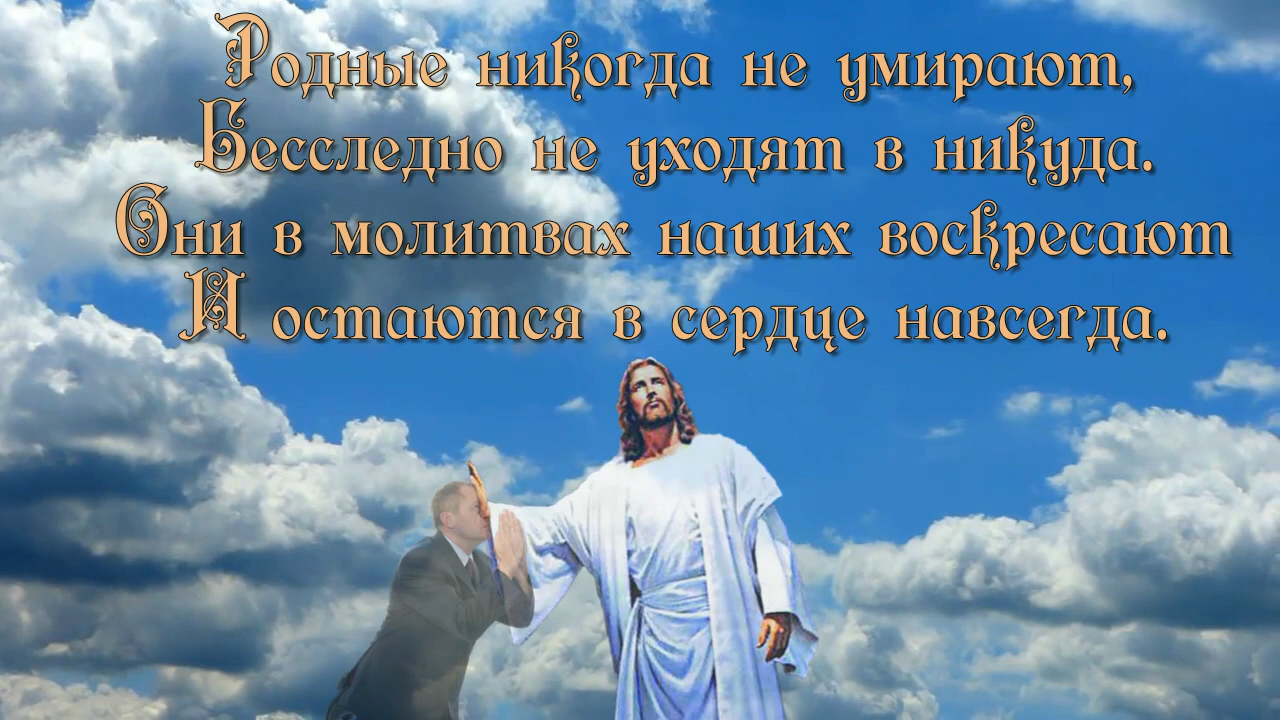 Родные никогда не умирают,
Бесследно не уходят в никуда.
Они в молитвах наших воскресают
И остаются в сердце навсегда.